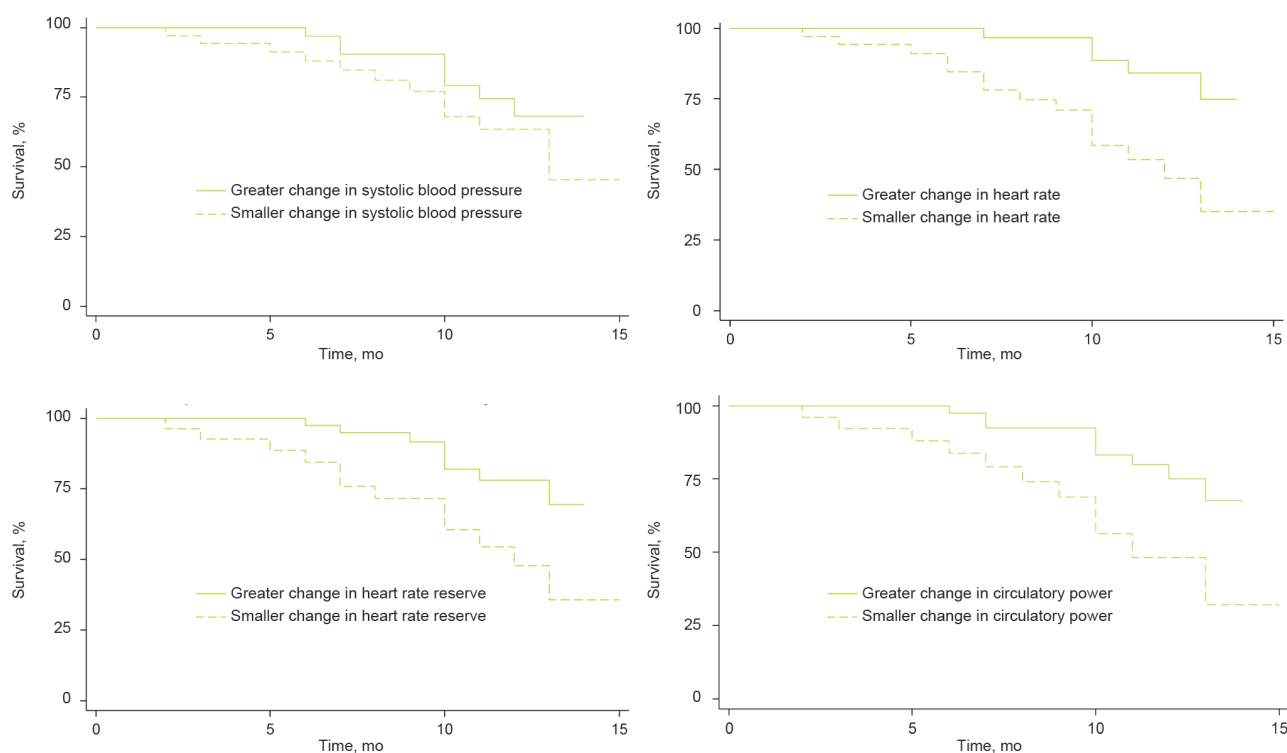 100
75
50
25
0
Survival, %
Greater change in systolic blood pressure
Smaller change in systolic blood pressure
0 5 10 15
Time, mo
100
75
50
25
0
Survival, %
Greater change in heart rate
Smaller change in heart rate
0 5 10 15
Time, mo
100
75
50
25
0
Survival, %
Greater change in heart rate reserve
Smaller change in heart rate reserve
0 5 10 15
Time, mo
100
75
50
25
0
Survival, %
Greater change in circulatory power
Smaller change in circulatory power
0 5 10 15
Time, mo